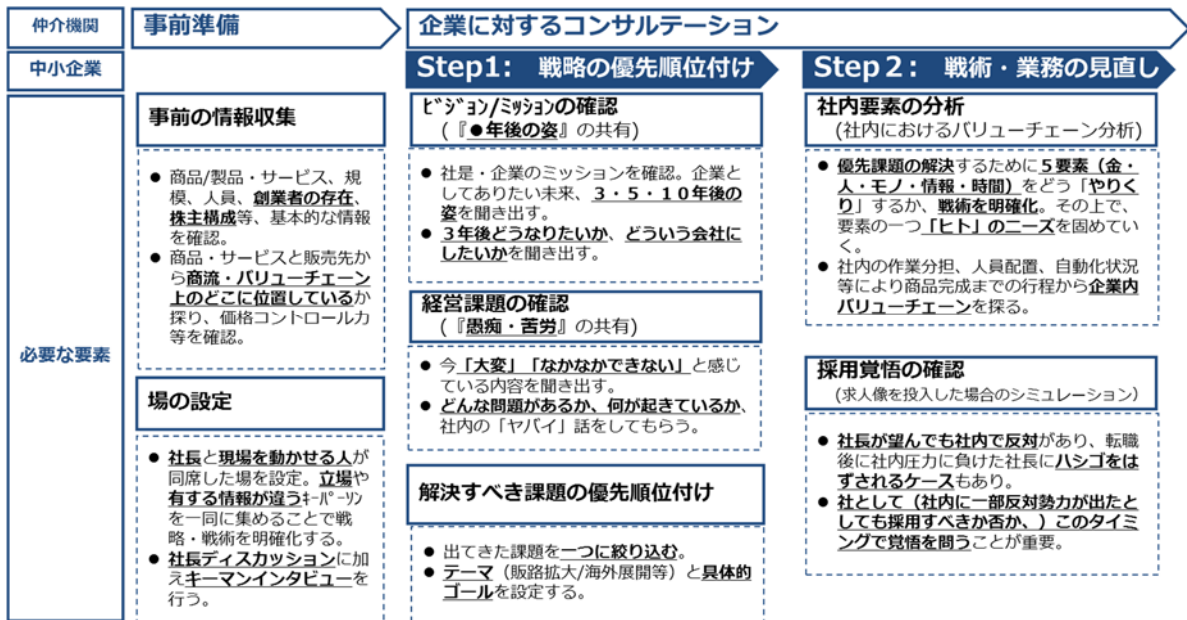 仲介機関
事前準備
企業に対するコンサルテーション
中小企業
Step1: 戦略の優先順位付け
Step２: 戦術・業務の見直し
必要な要素
事前の情報収集
● 商品/製品・サービス、規
模、人員、創業者の存在、
株主構成等、基本的な情報
を確認。
● 商品・サービスと販売先か
ら商流・バリューチェーン
上のどこに位置しているか
探り、価格コントロール力
等を確認。
場の設定
● 社長と現場を動かせる人が
同席した場を設定。立場や
有する情報が違うｷｰﾊﾟｰｿﾝ
を一同に集めることで戦
略・戦術を明確化する。
● 社長ディスカッションに加
えキーマンインタビューを
行う。
ﾋﾞｼﾞｮﾝ/ﾐｯｼｮﾝの確認
(『●年後の姿』の共有)
● 社是・企業のミッションを確認。企業と
してありたい未来、３・５・１０年後の
姿を聞き出す。
● ３年後どうなりたいか、どういう会社に
したいかを聞き出す。
経営課題の確認
(『愚痴・苦労』の共有)
● 今「大変」「なかなかできない」と感じ
ている内容を聞き出す。
● どんな問題があるか、何が起きているか、
社内の「ヤバイ」話をしてもらう。
解決すべき課題の優先順位付け
● 出てきた課題を一つに絞り込む。
● テーマ（販路拡大/海外展開等）と具体的
ゴールを設定する。
社内要素の分析
(社内におけるバリューチェーン分析)
● 優先課題の解決するために５要素（金・
人・モノ・情報・時間）をどう「やりく
り」するか、戦術を明確化。その上で、
要素の一つ「ヒト」のニーズを固めてい
く。
● 社内の作業分担、人員配置、自動化状況
等により商品完成までの行程から企業内
バリューチェーンを探る。
採用覚悟の確認
(求人像を投入した場合のシミュレーション)
● 社長が望んでも社内で反対があり、転職
後に社内圧力に負けた社長にハシゴをは
ずされるケースもあり。
● 社として（社内に一部反対勢力が出たと
しても採用すべきか否か、）このタイミ
ングで覚悟を問うことが重要。